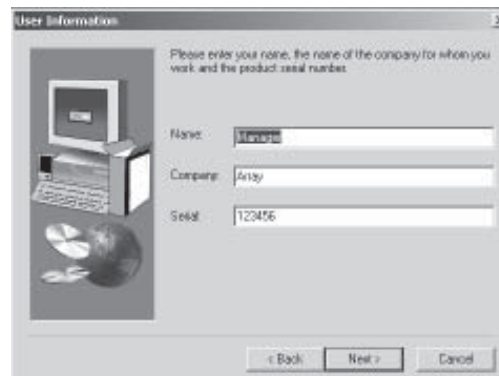 User Information
Please enter your name, the name of the company for whom you
work and the product serial number.
Name: Manager
Company: Array
Serial: 123456
< Back Next > Cancel